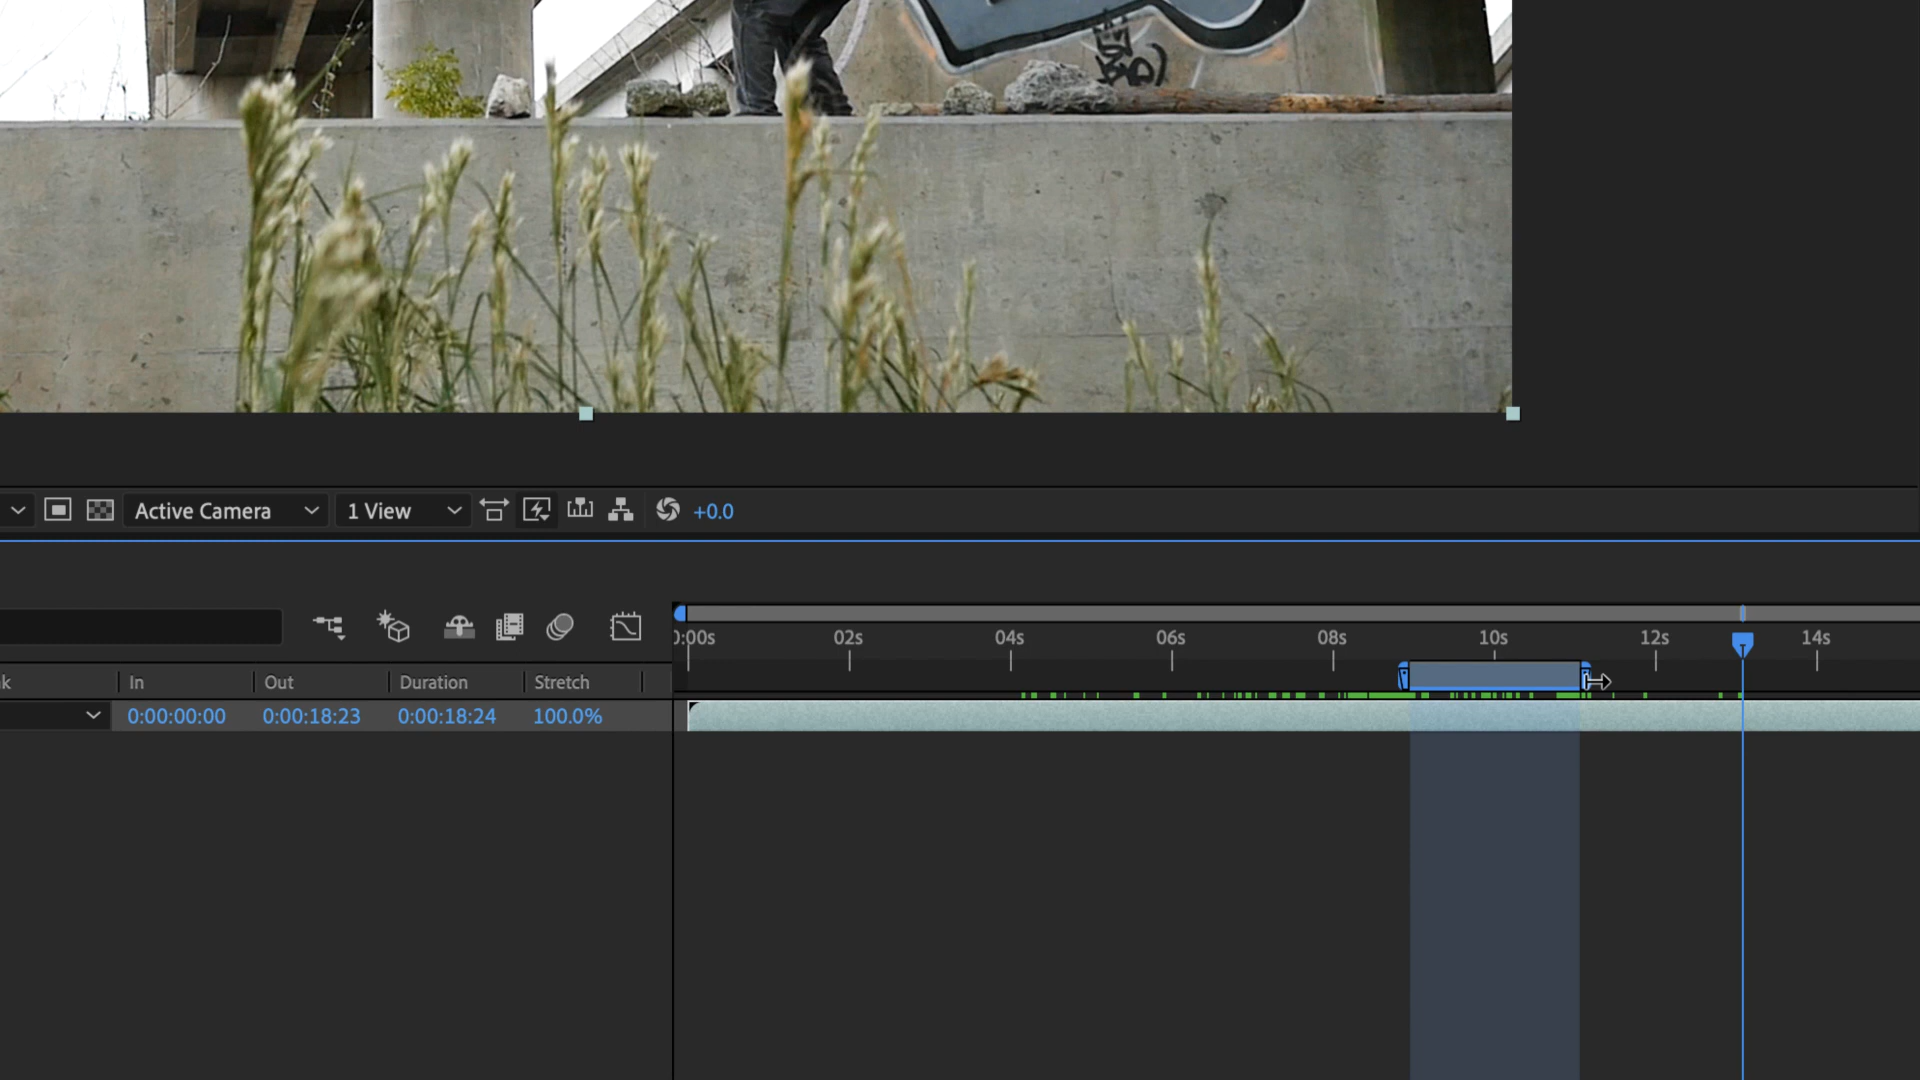 Active Camera 1 View +0.0
0:00s 02s 04s 06s 08s 10s 12s 14s
k In Out Duration Stretch
0:00:00:00 0:00:18:23 0:00:18:24 100.0%